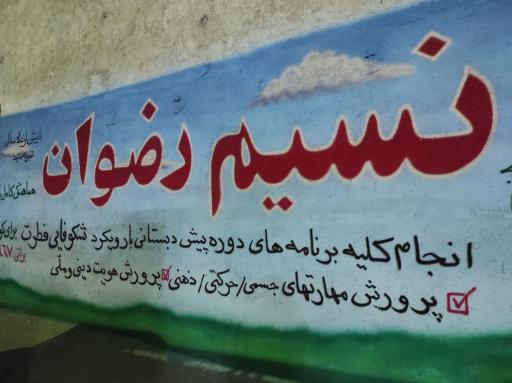 نسیم رضوان
انجام کلیه برنامه های دوره پیش دبستانی با رویکرد شکوفایی فطرت
پرورش مهارتهای جسمی/حرکتی/ذهنی پرورش هویت دینی وملی